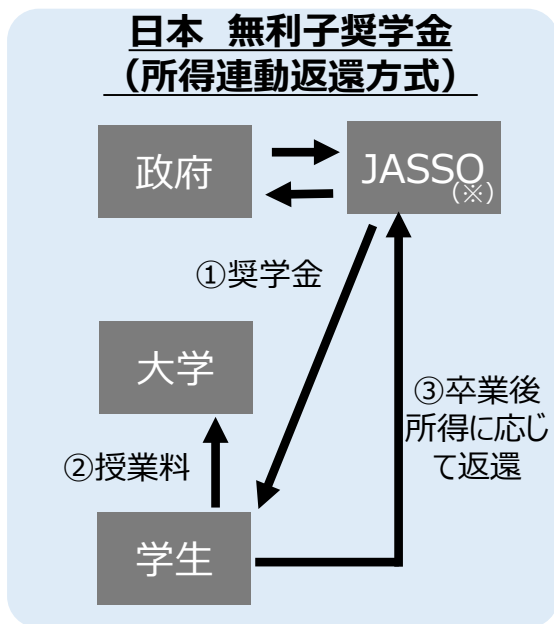 日本 無利子奨学金
（所得連動返還方式）
政府
JASSO
(※)
①奨学金
大学
③卒業後
所得に応じ
て返還
②授業料
学生